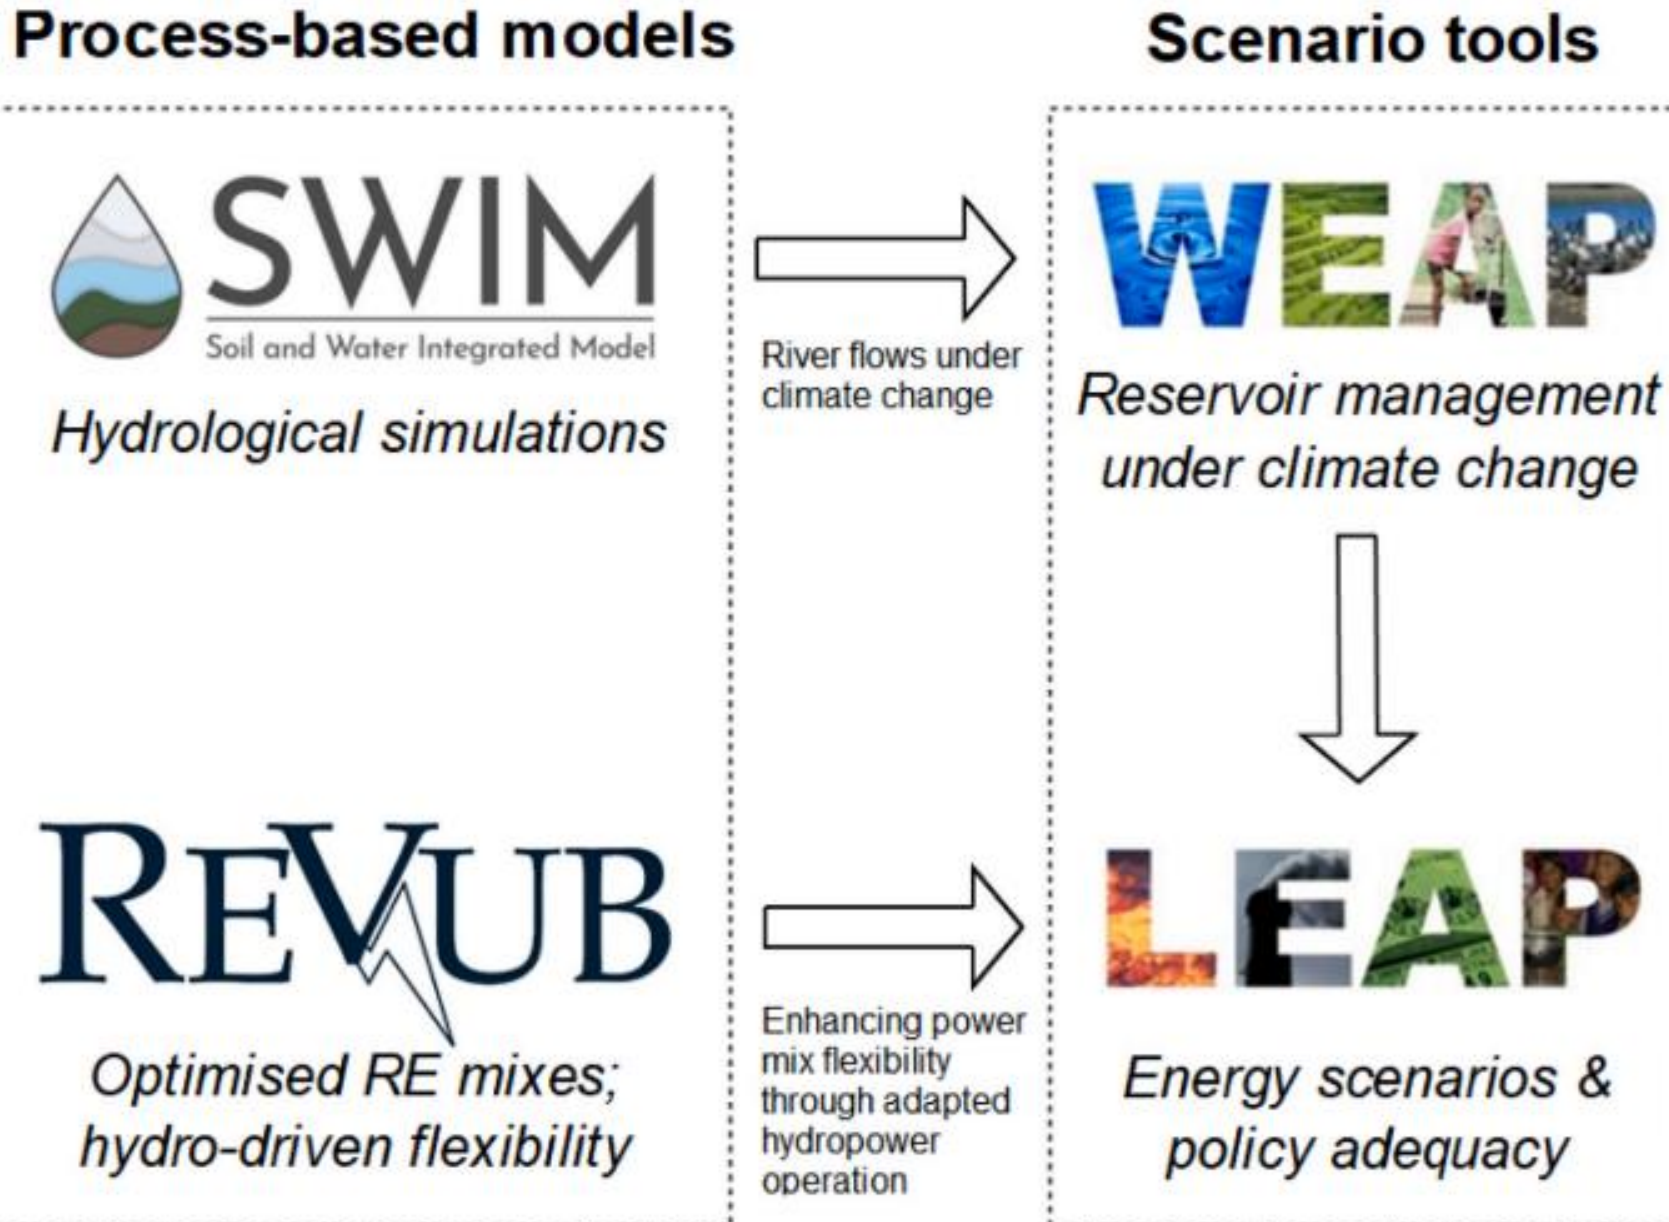 Process-based models
Scenario tools
SWIM
Soil and Water Integrated Model
Hydrological simulations
River flows under
climate change
WEAP
Reservoir management
under climate change
REVUB
Optimised RE mixes;
hydro-driven flexibility
Enhancing power
mix flexibility
through adapted
hydropower
operation
LEAP
Energy scenarios &
policy adequacy